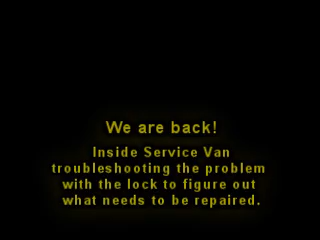 We are back!
Inside Service Van
troubleshooting the problem
with the lock to figure out
what needs to be repaired.